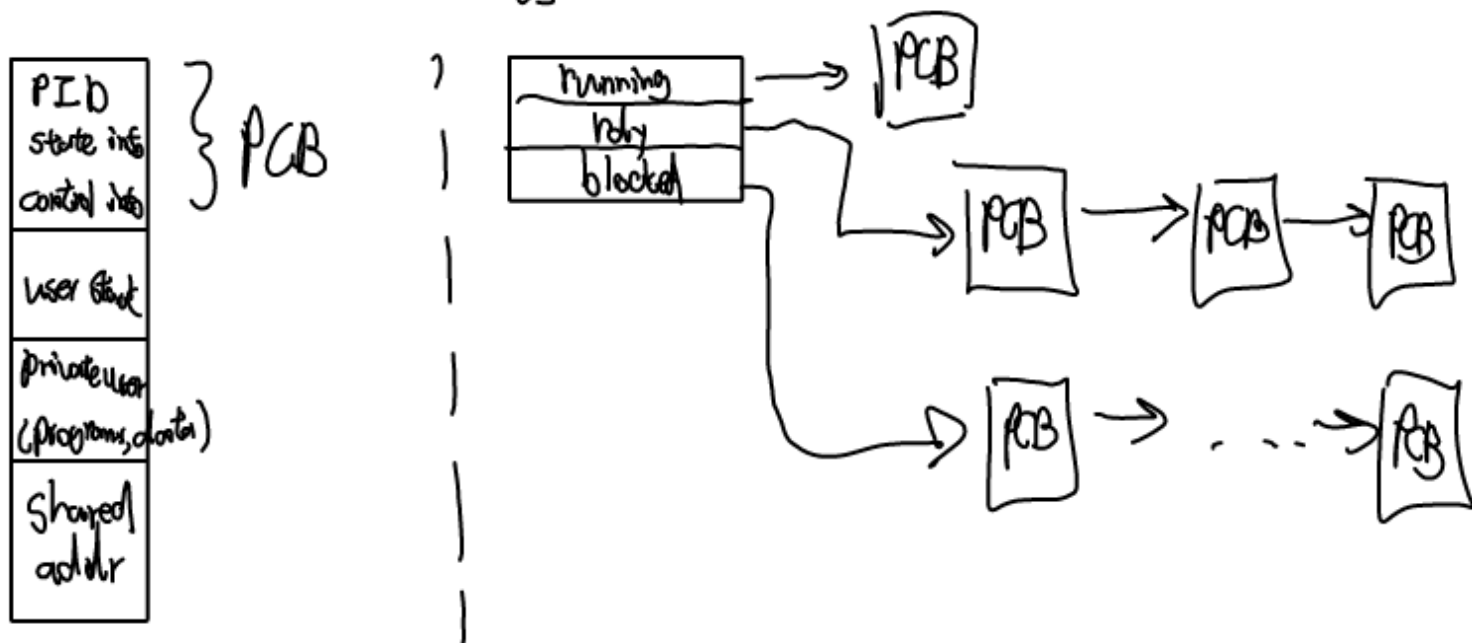 PID
state info
control info
PCB
user stack
private user
(programs, data)
shared
addr
running
rdy
blocked
PCB
PCB
PCB
PCB
PCB
. . . .
PCB